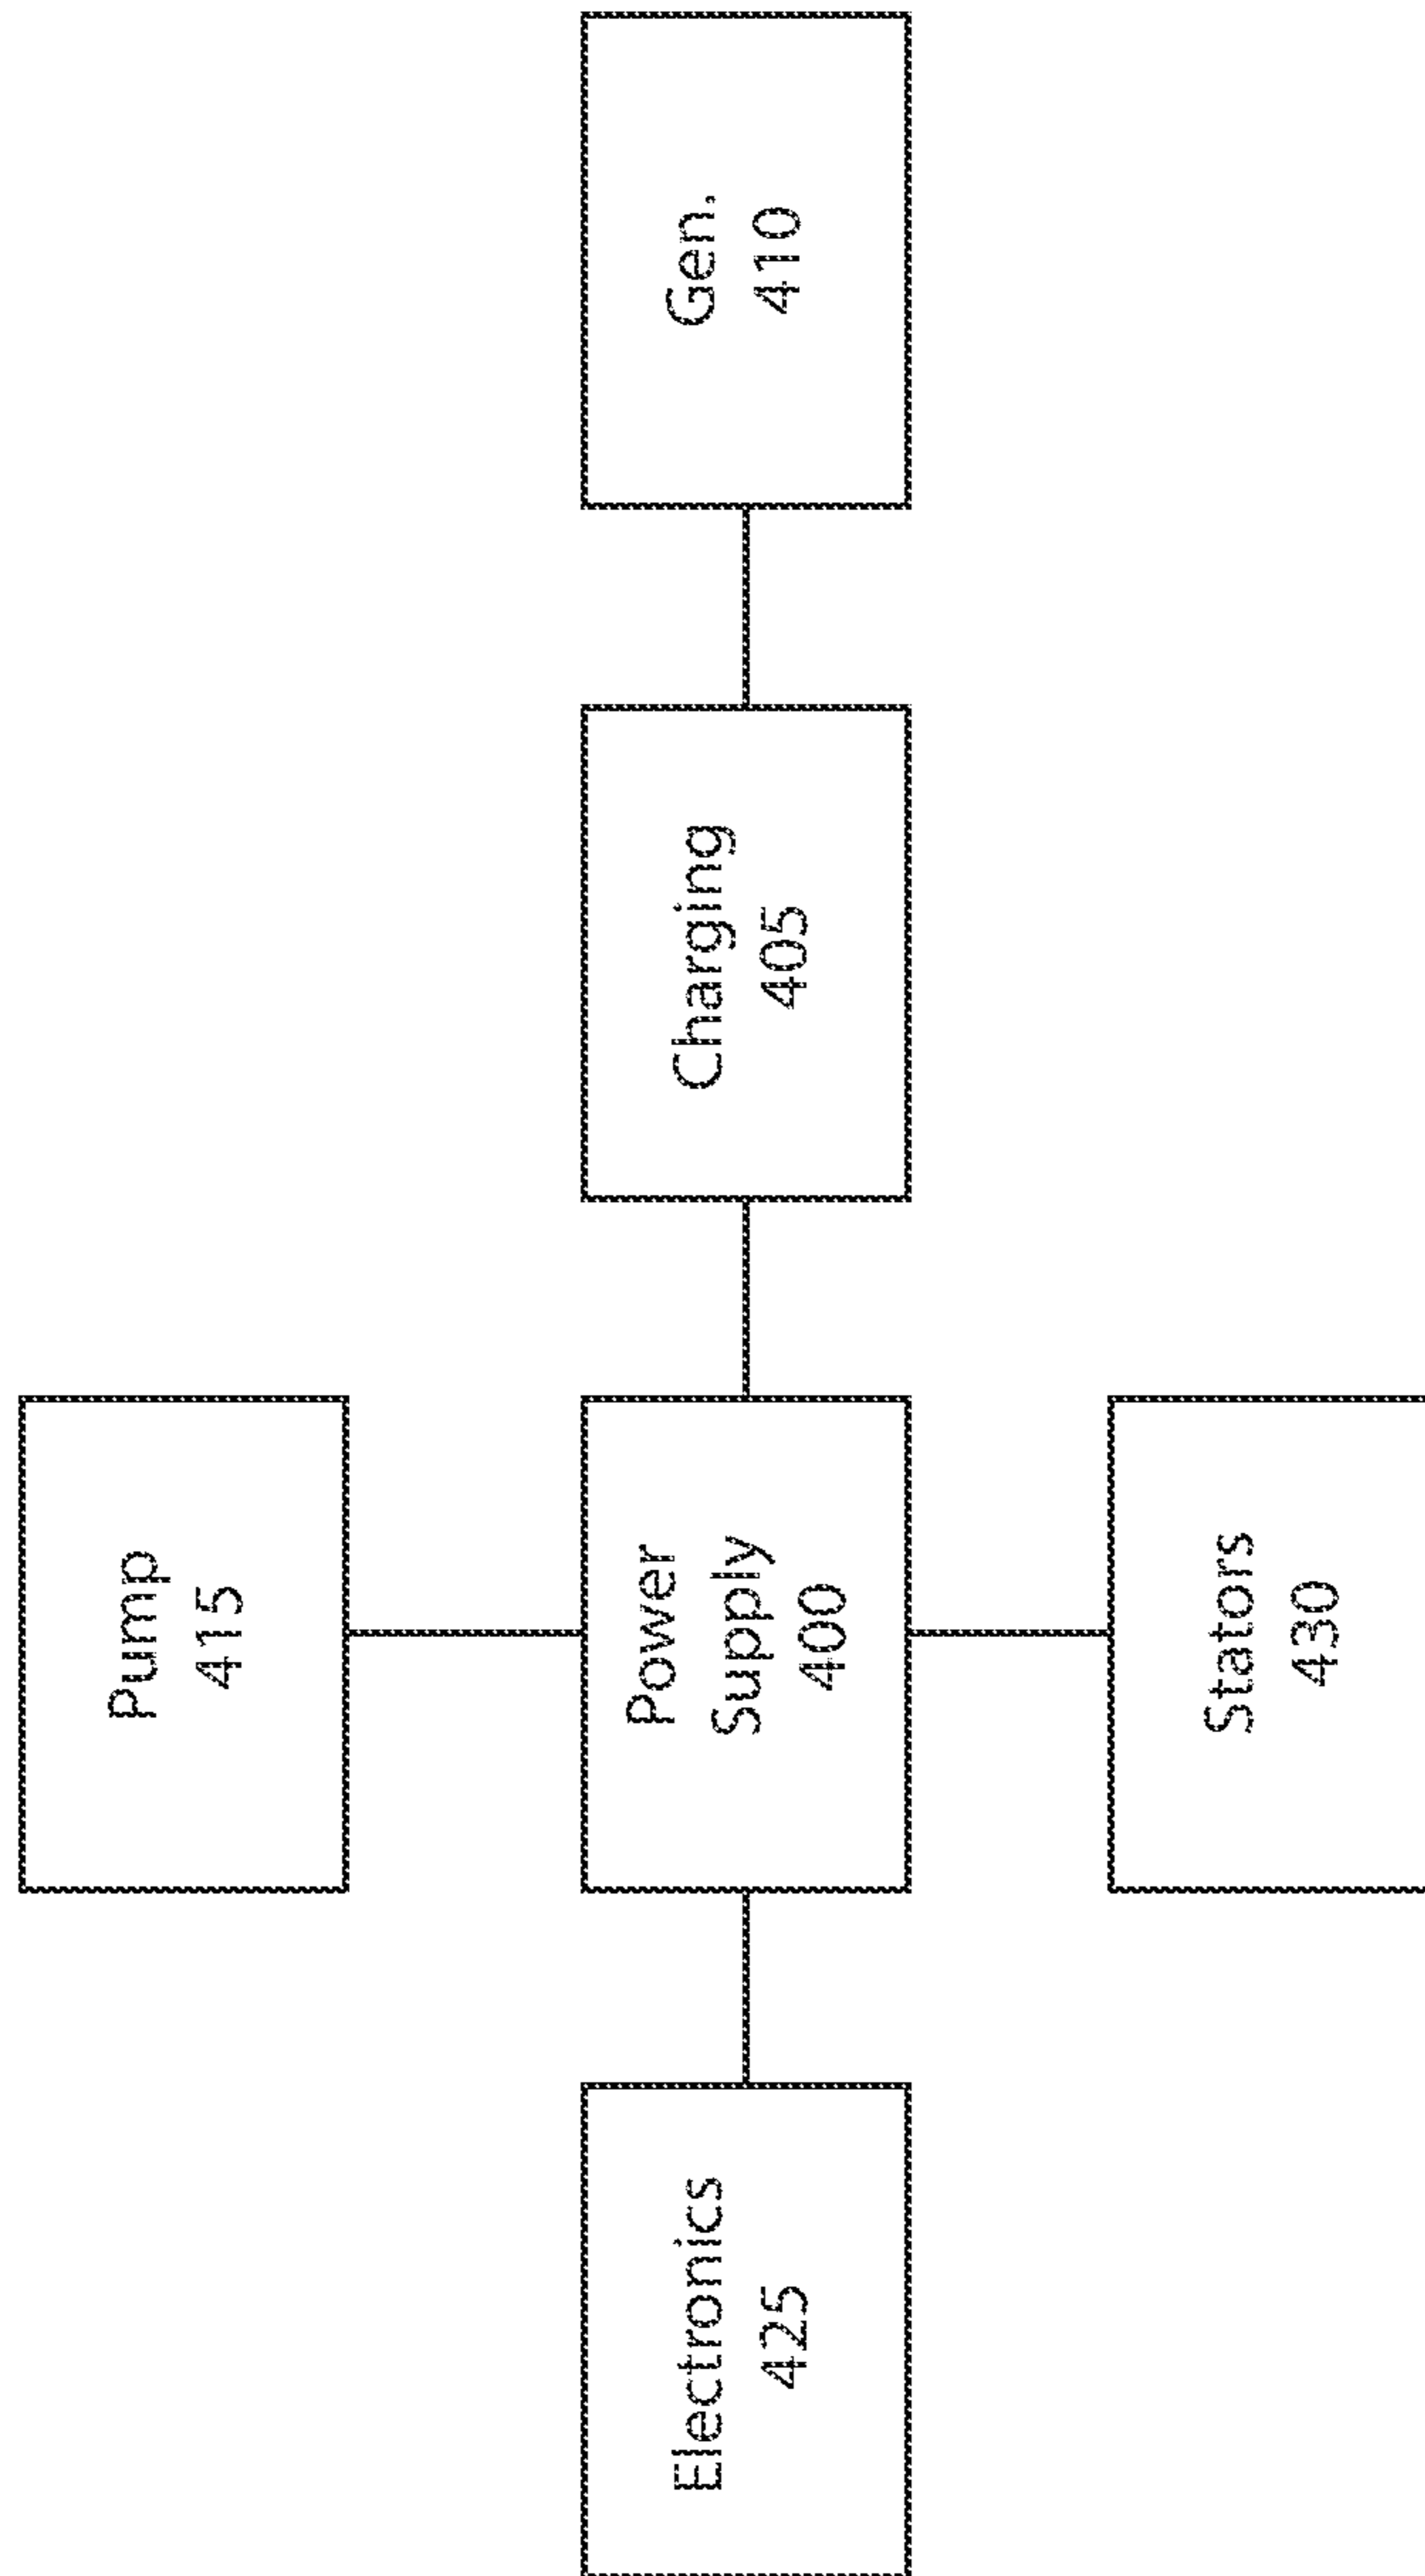 Pump
415
Electronics
425
Power
Supply
400
Charging
405
Gen.
410
Stators
430